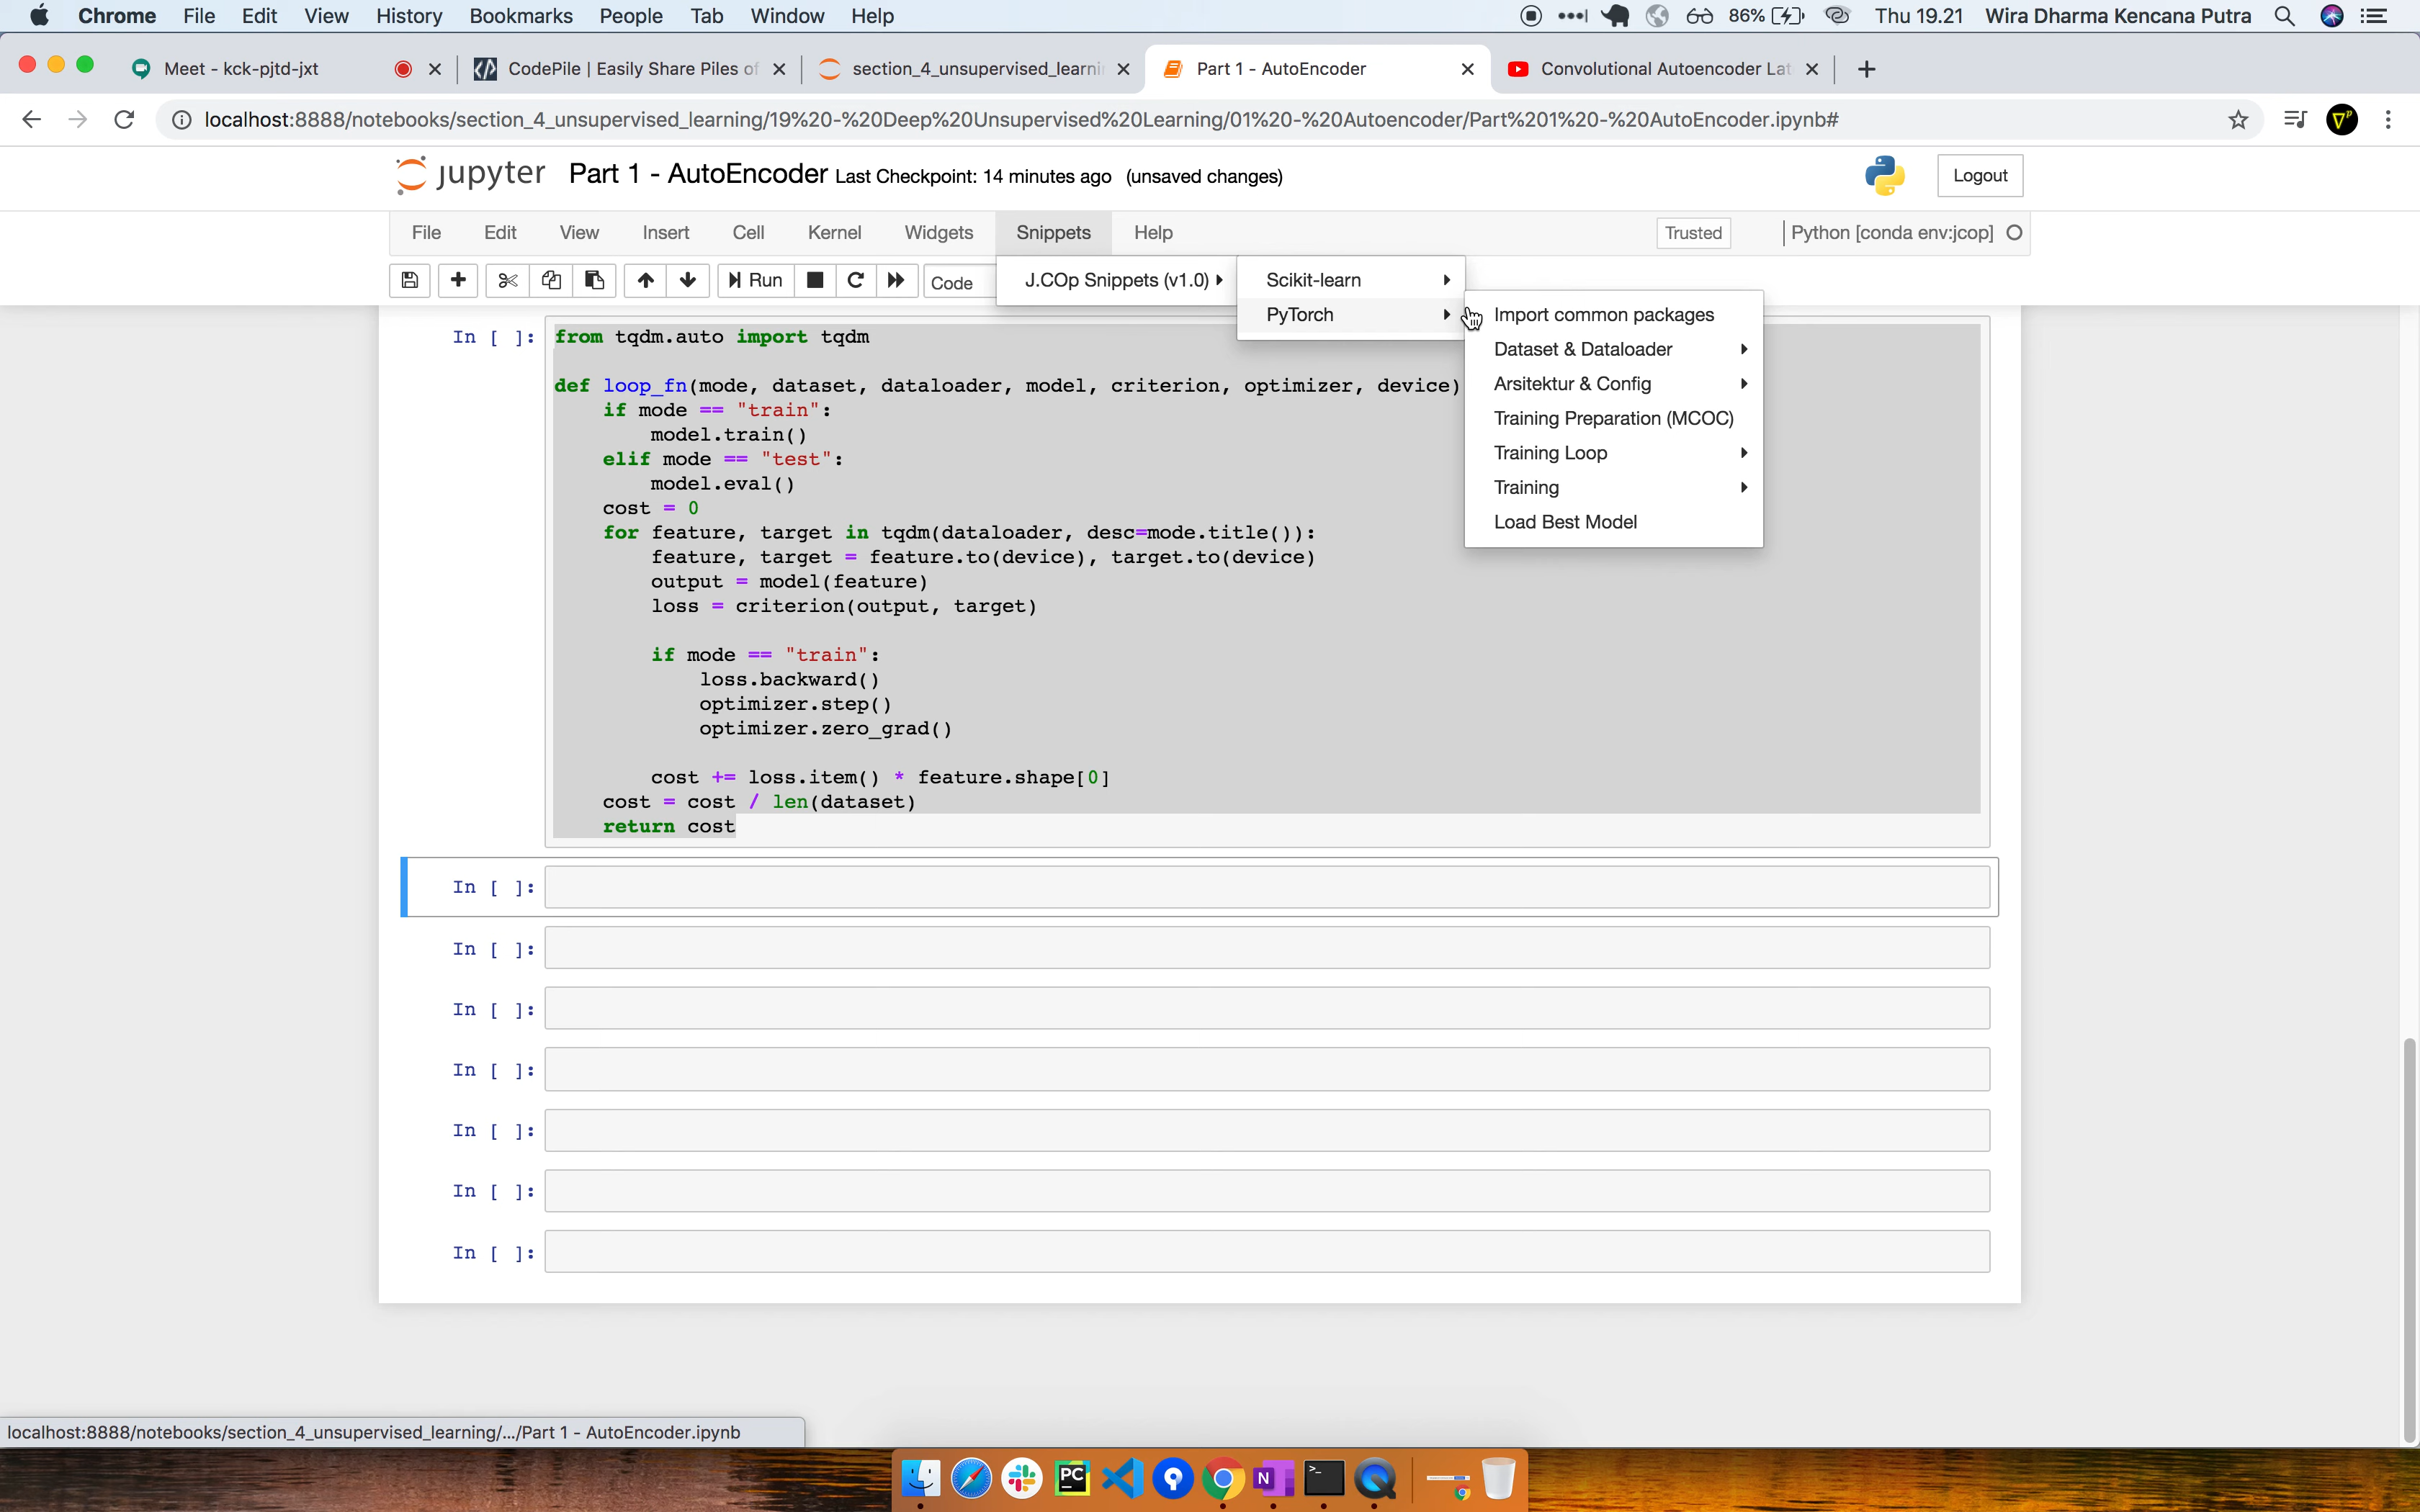 Chrome File Edit View History Bookmarks People Tab Window Help 86% Thu 19.21 Wira Dharma Kencana Putra
Meet - kck-pjtd-jxt CodePile | Easily Share Piles of section_4_unsupervised_learni Part 1 - AutoEncoder Convolutional Autoencoder Lat
localhost:8888/notebooks/section_4_unsupervised_learning/19%20-%20Deep%20Unsupervised%20Learning/01%20-%20Autoencoder/Part%201%20-%20AutoEncoder.ipynb#
jupyter Part 1 - AutoEncoder Last Checkpoint: 14 minutes ago (unsaved changes) Logout
File Edit View Insert Cell Kernel Widgets Snippets Help Trusted Python [conda env:jcop]
Run Code J.COp Snippets (v1.0) Scikit-learn
PyTorch
Import common packages
Dataset & Dataloader
Arsitektur & Config
Training Preparation (MCOC)
Training Loop
Training
Load Best Model
In [ ]: from tqdm.auto import tqdm
def loop_fn(mode, dataset, dataloader, model, criterion, optimizer, device)
if mode == "train":
model.train()
elif mode == "test":
model.eval()
cost = 0
for feature, target in tqdm(dataloader, desc=mode.title()):
feature, target = feature.to(device), target.to(device)
output = model(feature)
loss = criterion(output, target)
if mode == "train":
loss.backward()
optimizer.step()
optimizer.zero_grad()
cost += loss.item() * feature.shape[0]
cost = cost / len(dataset)
return cost
In [ ]:
In [ ]:
In [ ]:
In [ ]:
In [ ]:
In [ ]:
In [ ]:
localhost:8888/notebooks/section_4_unsupervised_learning/.../Part 1 - AutoEncoder.ipynb